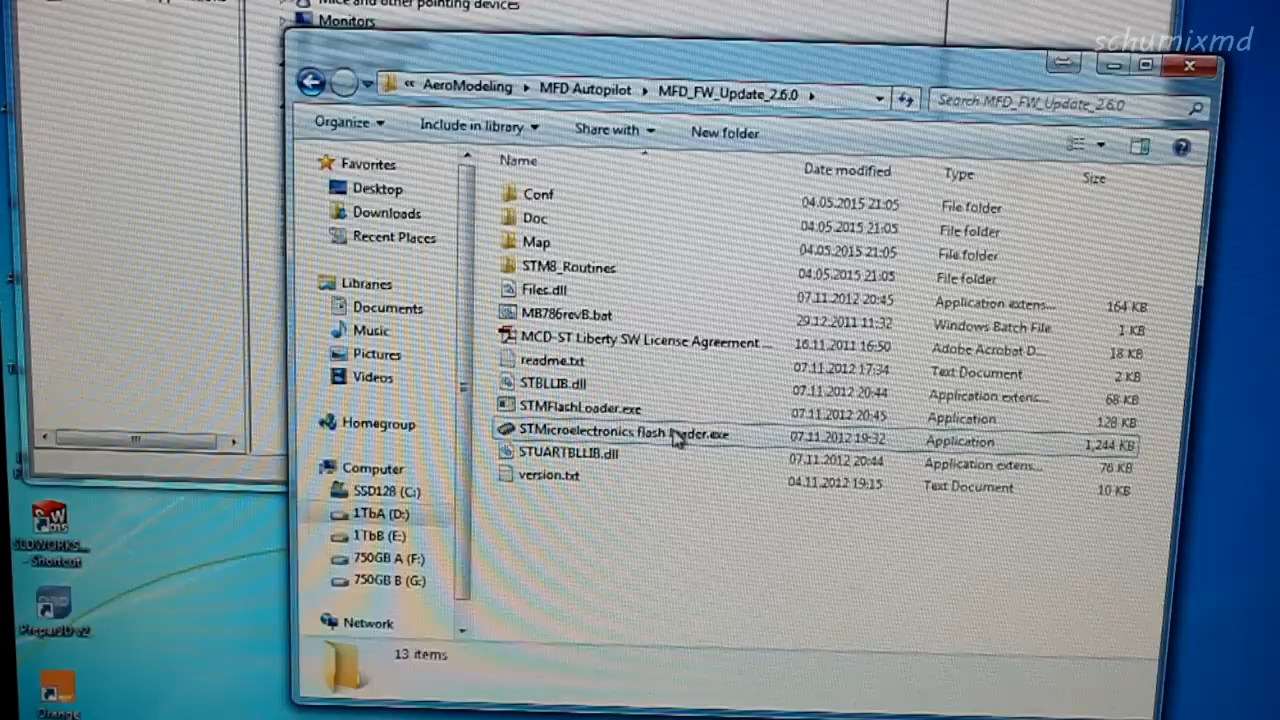 Mice and other pointing devices
Monitors
schumixmd
« AeroModeling ▸ MFD Autopilot ▸ MFD_FW_Update_2.6.0 ▸
Search MFD_FW_Update_2.6.0
Organize Include in library Share with New folder
Name Date modified Type Size
Favorites
Desktop
Downloads
Recent Places
Libraries
Documents
Music
Pictures
Videos
Homegroup
Computer
SSD128 (C:)
1TbA (D:)
1TbB (E:)
750GB A (F:)
750GB B (G:)
Network
Conf 04.05.2015 21:05 File folder
Doc 04.05.2015 21:05 File folder
Map 04.05.2015 21:05 File folder
STM8_Routines 04.05.2015 21:05 File folder
Files.dll 07.11.2012 20:45 Application extens... 164 KB
MB786revB.bat 29.12.2011 11:32 Windows Batch File 1 KB
MCD-ST Liberty SW License Agreement ... 16.11.2011 16:50 Adobe Acrobat D... 18 KB
readme.txt 07.11.2012 17:34 Text Document 2 KB
STBLLIB.dll 07.11.2012 20:44 Application extens... 68 KB
STMFlashLoader.exe 07.11.2012 20:45 Application 128 KB
STMicroelectronics flash loader.exe 07.11.2012 19:32 Application 1,244 KB
STUARTBLLIB.dll 07.11.2012 20:44 Application extens... 76 KB
version.txt 04.11.2012 19:15 Text Document 10 KB
13 items
SLDWORKS...
- Shortcut
Prepar3D v2
Orange